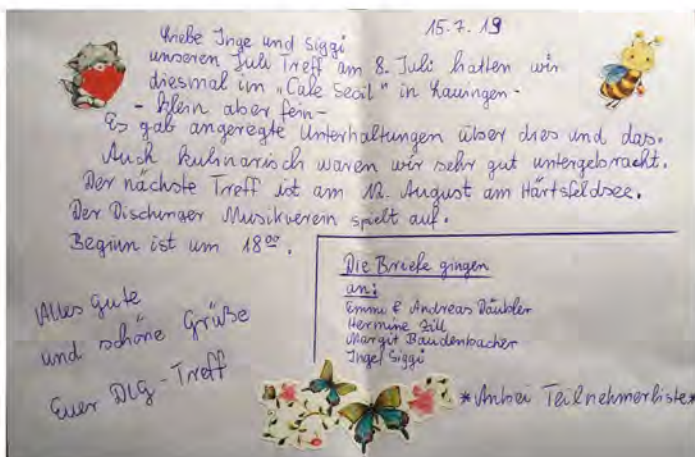 15.7.19
Liebe Inge und Siggi
unseren Juli Treff am 8. Juli hatten wir
diesmal im „Cafe Seoil" in Lauingen -
- klein aber fein -
Es gab angeregte Unterhaltungen über dies und das.
Auch kulinarisch waren wir sehr gut untergebracht.
Der nächste Treff ist am 12. August am Härtsfeldsee.
Der Dischinger Musikverein spielt auf.
Beginn ist um 18⁰⁰.
Die Briefe gingen
an:
Emmi & Andreas Däubler
Hermine Zill
Margit Baudenbacher
Inge/Siggi
Alles Gute
und schöne Grüße
Euer DLG-Treff
*Anbei Teilnehmerliste*